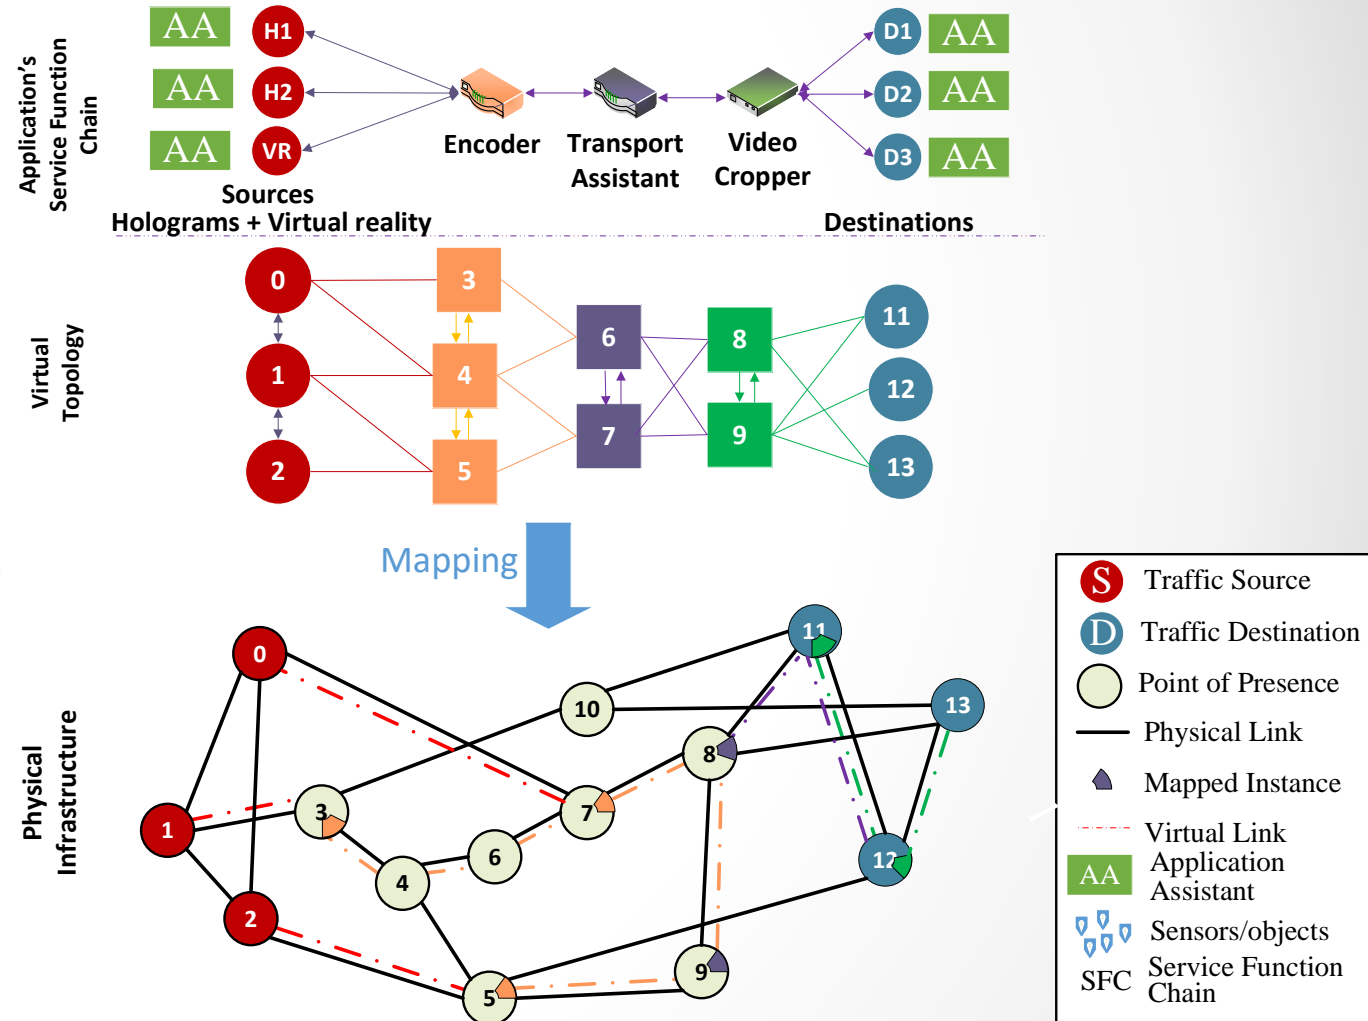 Application's
Service Function
Chain
AA
H1
AA
H2
AA
VR
Sources
Holograms + Virtual reality
Encoder
Transport
Assistant
Video
Cropper
D1
AA
D2
AA
D3
AA
Destinations
Virtual
Topology
0
1
2
3
4
5
6
7
8
9
11
12
13
Mapping
Physical
Infrastructure
0
1
2
3
4
5
6
7
8
9
10
11
12
13
S Traffic Source
D Traffic Destination
Point of Presence
Physical Link
Mapped Instance
Virtual Link
AA Application
Assistant
Sensors/objects
SFC Service Function
Chain